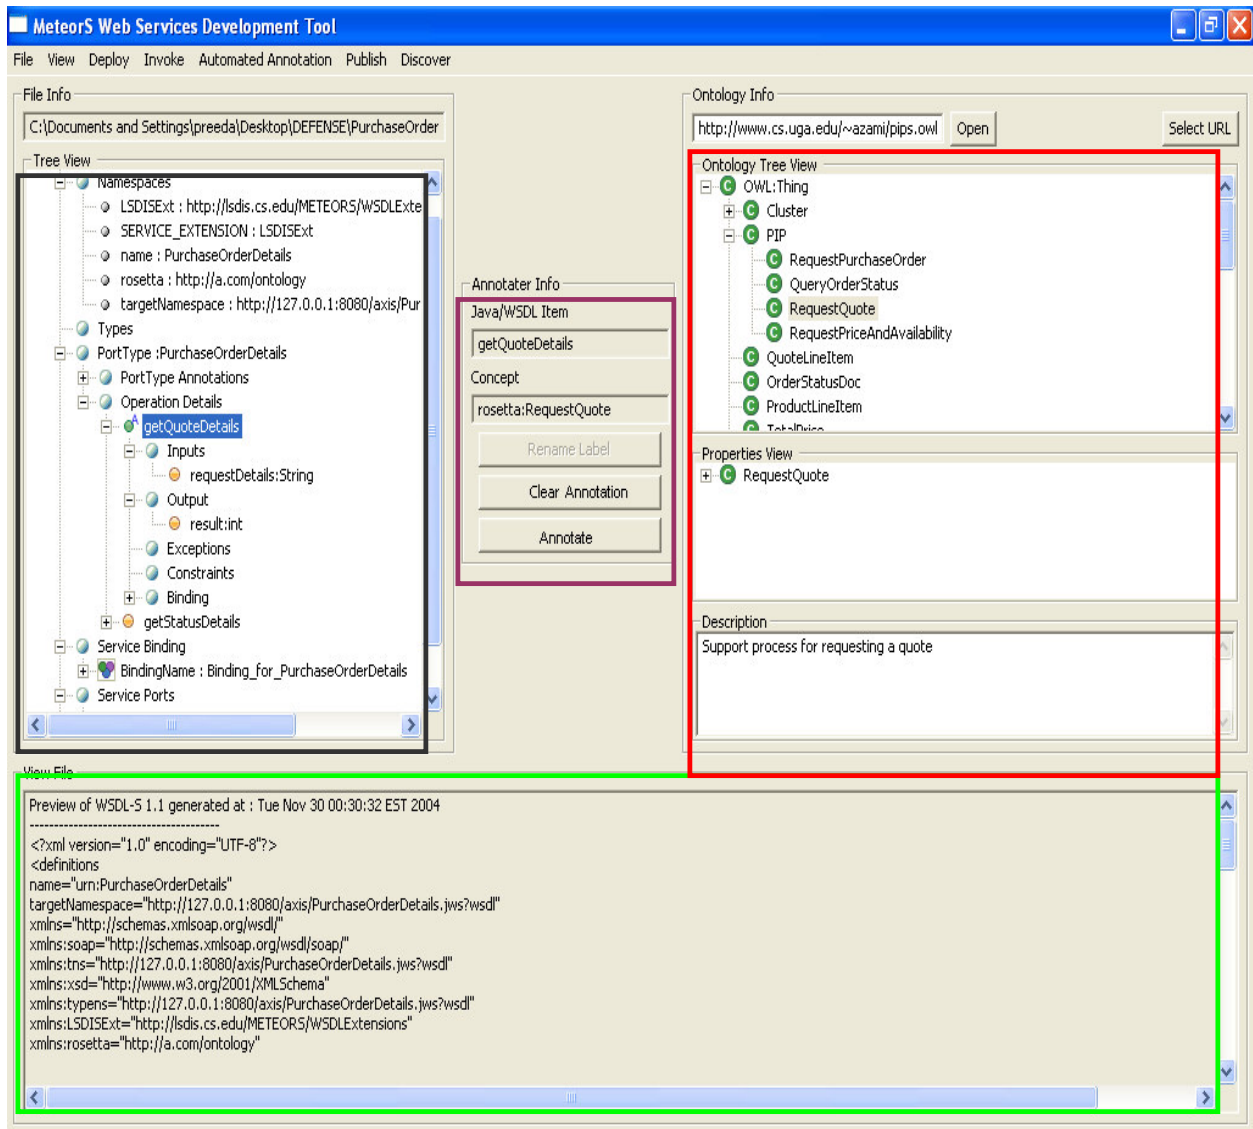 MeteorS Web Services Development Tool
File View Deploy Invoke Automated Annotation Publish Discover
File Info
C:\Documents and Settings\preeda\Desktop\DEFENSE\PurchaseOrder
Tree View
Namespaces
LSDISExt : http://lsdis.cs.edu/METEORS/WSDLExte
SERVICE_EXTENSION : LSDISExt
name : PurchaseOrderDetails
rosetta : http://a.com/ontology
targetNamespace : http://127.0.0.1:8080/axis/Pur
Types
PortType :PurchaseOrderDetails
PortType Annotations
Operation Details
getQuoteDetails
Inputs
requestDetails:String
Output
result:int
Exceptions
Constraints
Binding
getStatusDetails
Service Binding
BindingName : Binding_for_PurchaseOrderDetails
Service Ports
Annotater Info
Java/WSDL Item
getQuoteDetails
Concept
rosetta:RequestQuote
Rename Label
Clear Annotation
Annotate
Ontology Info
http://www.cs.uga.edu/~azami/pips.owl Open Select URL
Ontology Tree View
OWL:Thing
Cluster
PIP
RequestPurchaseOrder
QueryOrderStatus
RequestQuote
RequestPriceAndAvailability
QuoteLineItem
OrderStatusDoc
ProductLineItem
TotalPrice
Properties View
RequestQuote
Description
Support process for requesting a quote
View File
Preview of WSDL-S 1.1 generated at : Tue Nov 30 00:30:32 EST 2004
---------------------------------------
<?xml version="1.0" encoding="UTF-8"?>
<definitions
name="urn:PurchaseOrderDetails"
targetNamespace="http://127.0.0.1:8080/axis/PurchaseOrderDetails.jws?wsdl"
xmlns="http://schemas.xmlsoap.org/wsdl/"
xmlns:soap="http://schemas.xmlsoap.org/wsdl/soap/"
xmlns:tns="http://127.0.0.1:8080/axis/PurchaseOrderDetails.jws?wsdl"
xmlns:xsd="http://www.w3.org/2001/XMLSchema"
xmlns:typens="http://127.0.0.1:8080/axis/PurchaseOrderDetails.jws?wsdl"
xmlns:LSDISExt="http://lsdis.cs.edu/METEORS/WSDLExtensions"
xmlns:rosetta="http://a.com/ontology"